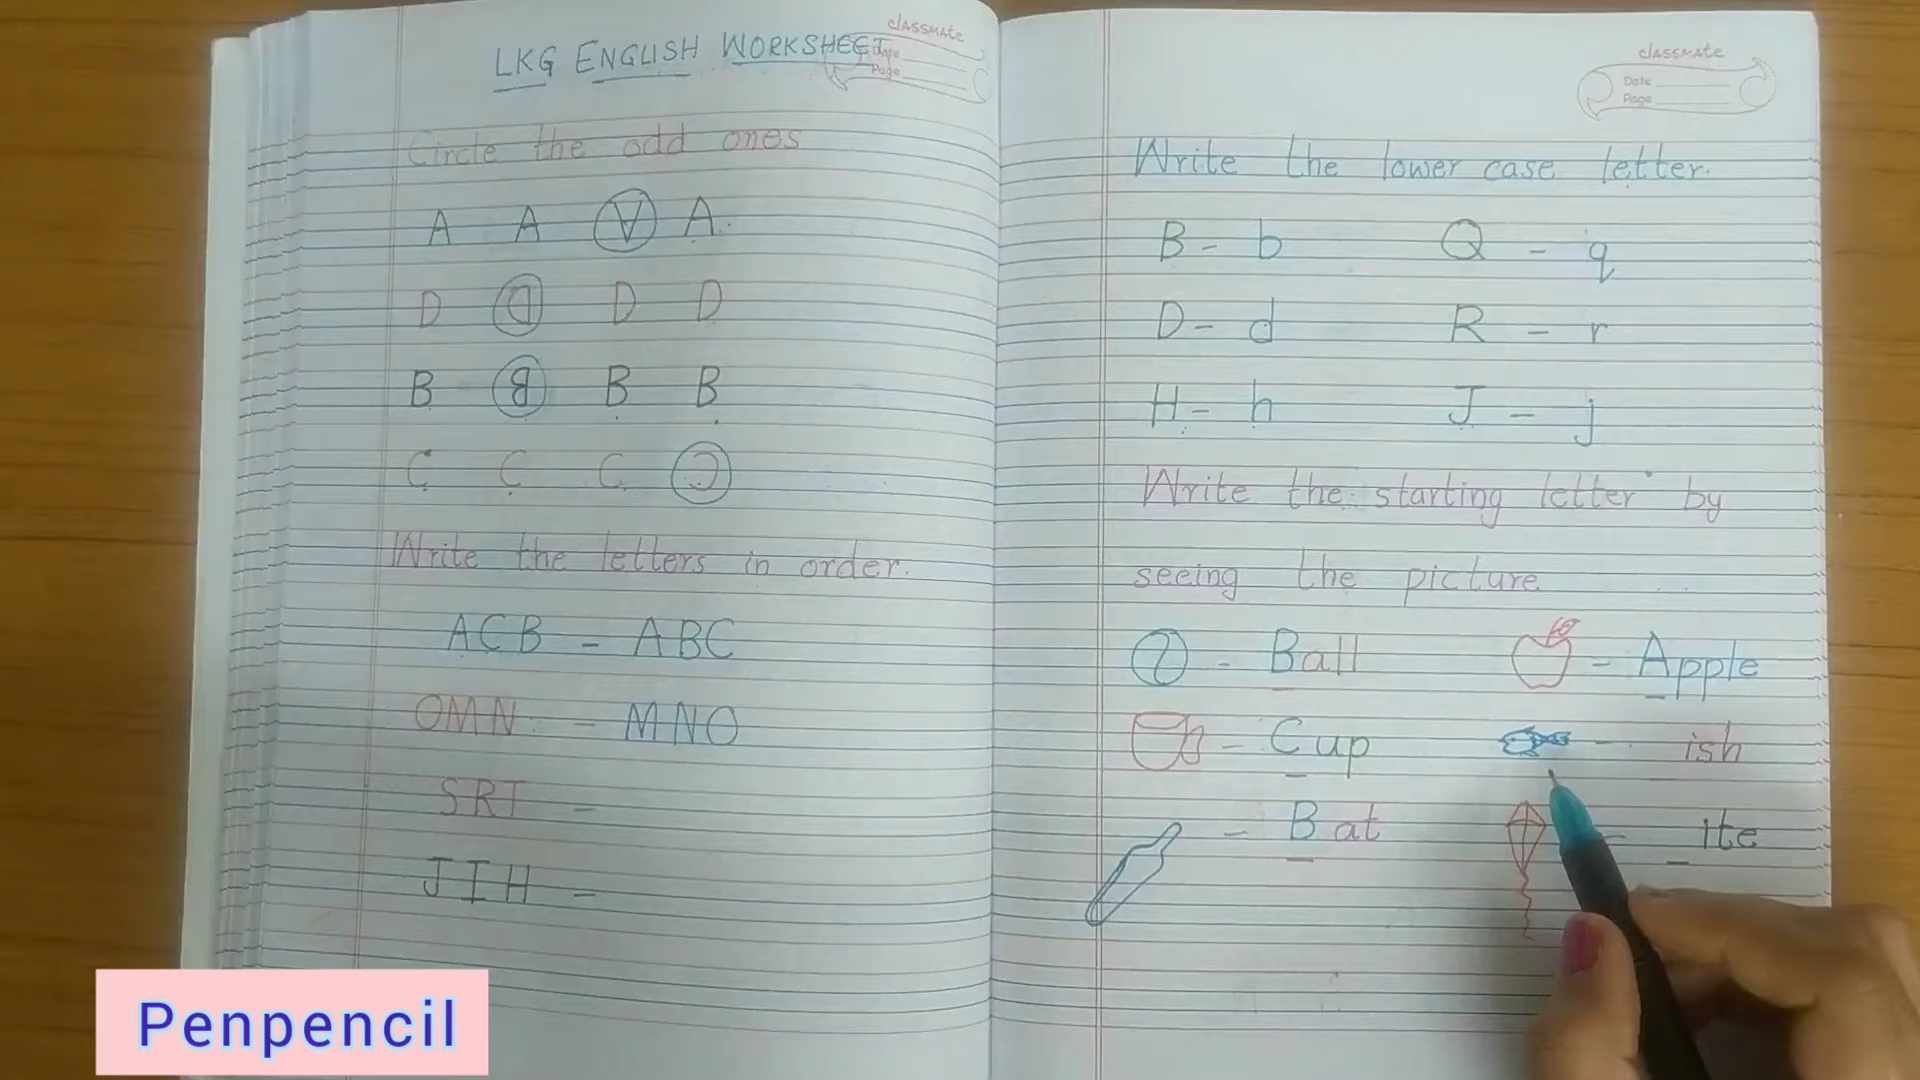 LKG ENGLISH WORKSHEET
classmate
Date
Page
Circle the odd ones
A A Ɐ A
D D D D
B B B B
C C C Ɔ
Write the letters in order.
ACB - ABC
OMN - MNO
SRT -
JIH -
classmate
Date
Page
Write the lower case letter.
B - b Q - q
D - d R - r
H - h J - j
Write the starting letter by
seeing the picture
- Ball - Apple
- Cup - _ish
- Bat - _ite
Penpencil